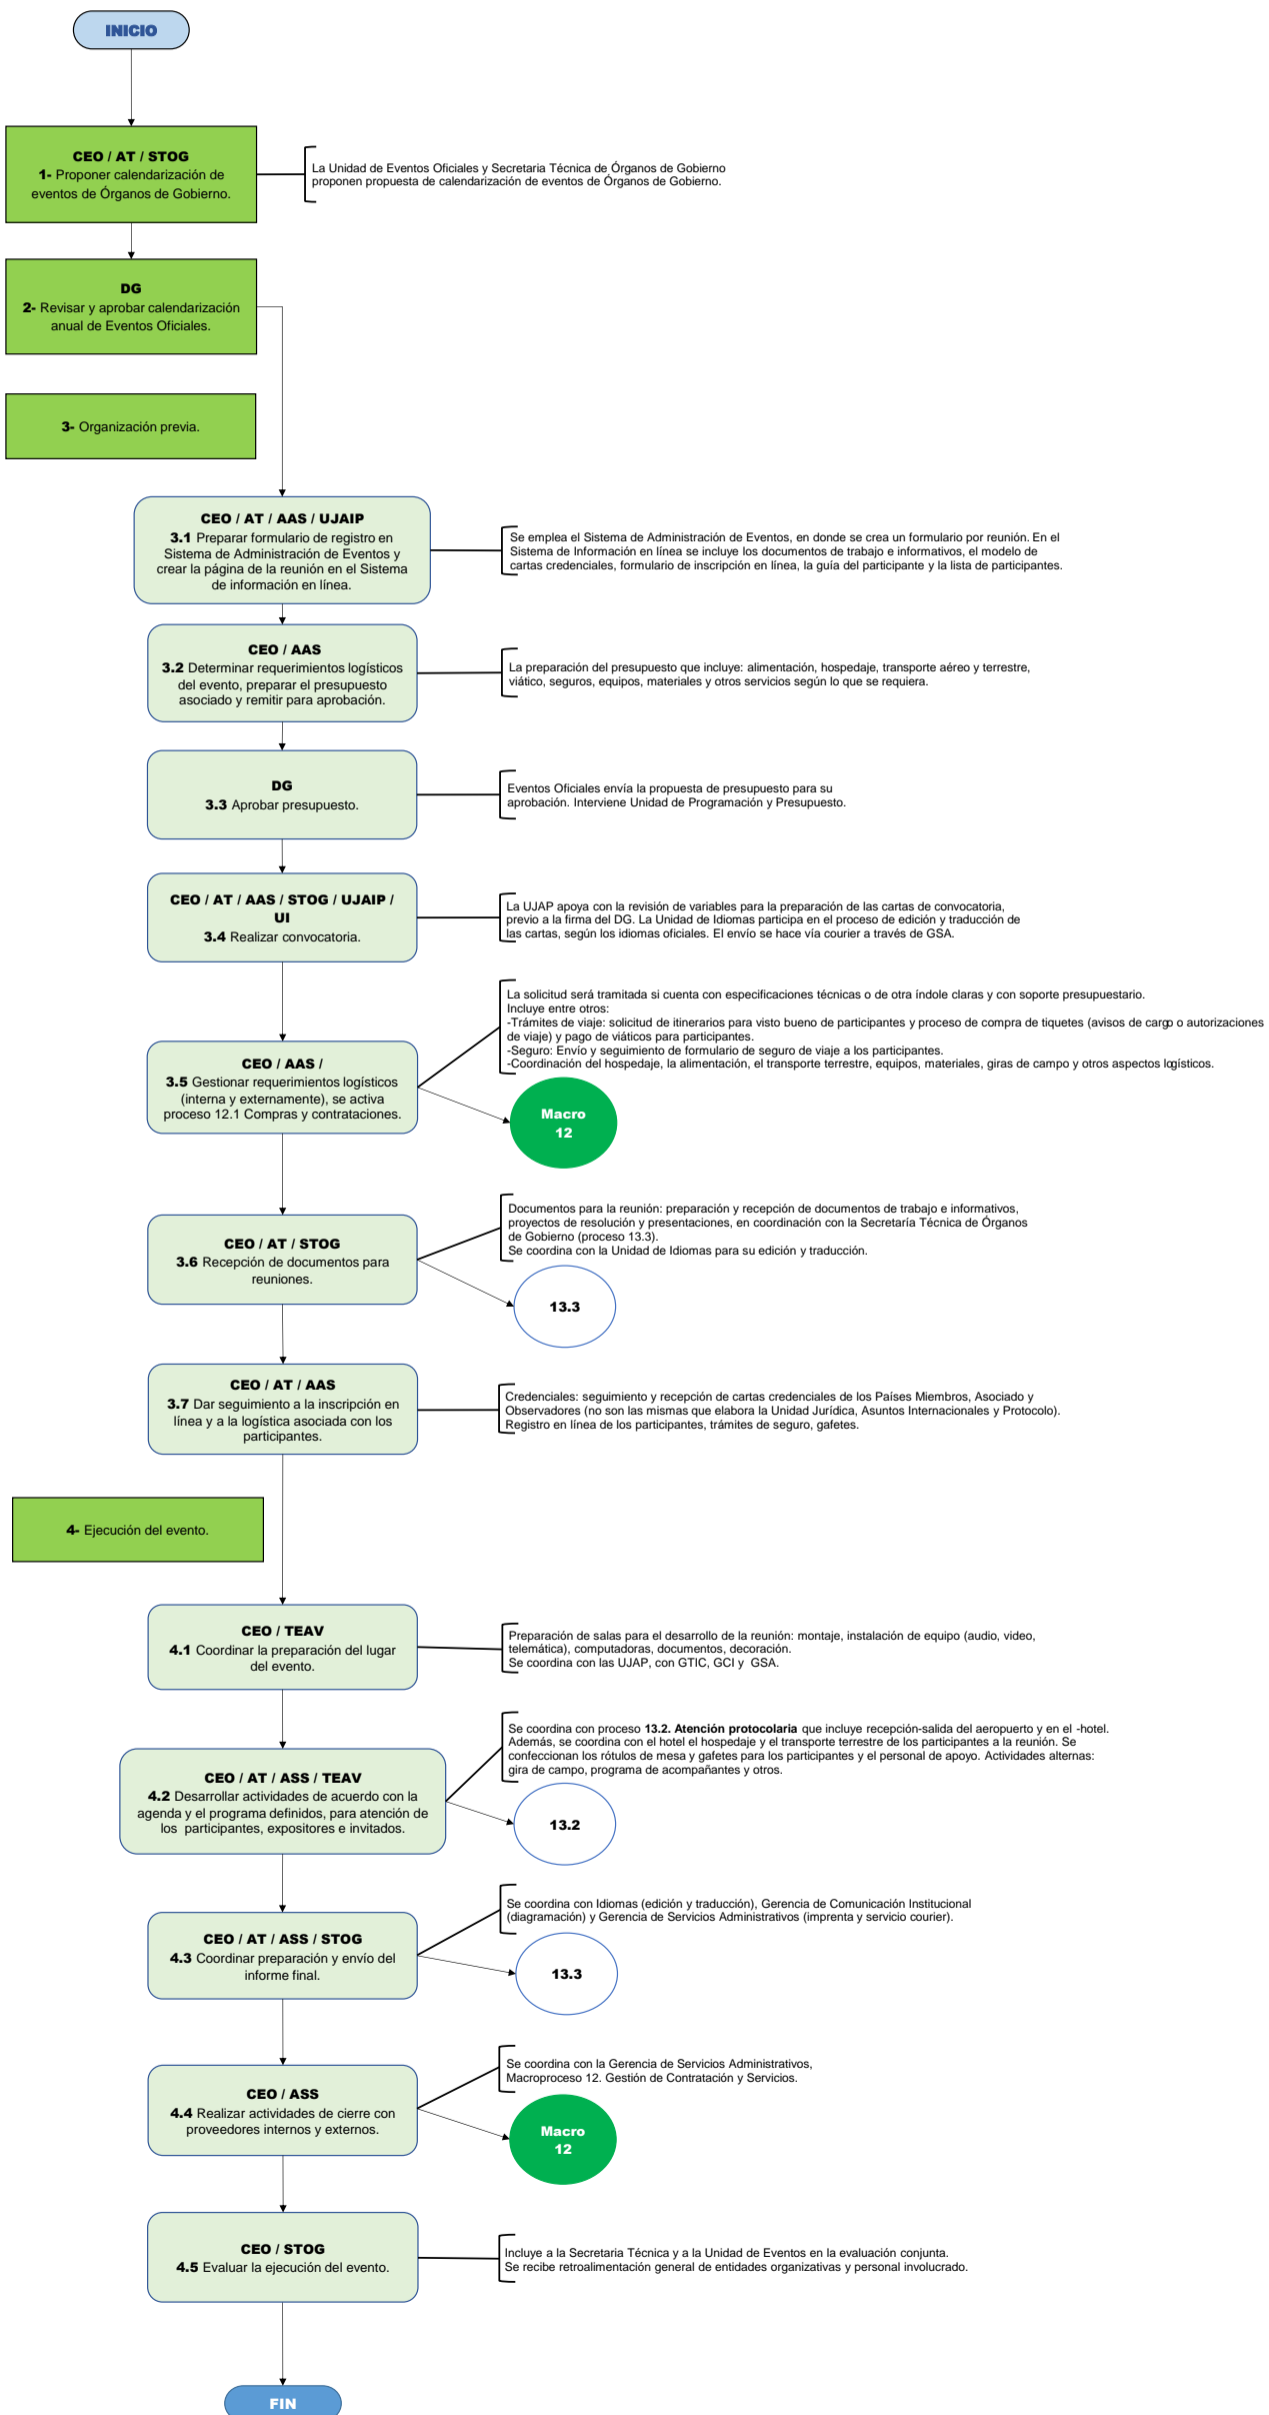 INICIO
CEO / AT / STOG
1- Proponer calendarización de
eventos de Órganos de Gobierno.
La Unidad de Eventos Oficiales y Secretaria Técnica de Órganos de Gobierno
proponen propuesta de calendarización de eventos de Órganos de Gobierno.
DG
2- Revisar y aprobar calendarización
anual de Eventos Oficiales.
3- Organización previa.
CEO / AT / AAS / UJAIP
3.1 Preparar formulario de registro en
Sistema de Administración de Eventos y
crear la página de la reunión en el Sistema
de información en línea.
Se emplea el Sistema de Administración de Eventos, en donde se crea un formulario por reunión. En el
Sistema de Información en línea se incluye los documentos de trabajo e informativos, el modelo de
cartas credenciales, formulario de inscripción en línea, la guía del participante y la lista de participantes.
CEO / AAS
3.2 Determinar requerimientos logísticos
del evento, preparar el presupuesto
asociado y remitir para aprobación.
La preparación del presupuesto que incluye: alimentación, hospedaje, transporte aéreo y terrestre,
viático, seguros, equipos, materiales y otros servicios según lo que se requiera.
DG
3.3 Aprobar presupuesto.
Eventos Oficiales envía la propuesta de presupuesto para su
aprobación. Interviene Unidad de Programación y Presupuesto.
CEO / AT / AAS / STOG / UJAIP /
UI
3.4 Realizar convocatoria.
La UJAP apoya con la revisión de variables para la preparación de las cartas de convocatoria,
previo a la firma del DG. La Unidad de Idiomas participa en el proceso de edición y traducción de
las cartas, según los idiomas oficiales. El envío se hace vía courier a través de GSA.
La solicitud será tramitada si cuenta con especificaciones técnicas o de otra índole claras y con soporte presupuestario.
Incluye entre otros:
-Trámites de viaje: solicitud de itinerarios para visto bueno de participantes y proceso de compra de tiquetes (avisos de cargo o autorizaciones
de viaje) y pago de viáticos para participantes.
-Seguro: Envío y seguimiento de formulario de seguro de viaje a los participantes.
-Coordinación del hospedaje, la alimentación, el transporte terrestre, equipos, materiales, giras de campo y otros aspectos logísticos.
CEO / AAS /
3.5 Gestionar requerimientos logísticos
(interna y externamente), se activa
proceso 12.1 Compras y contrataciones.
Macro
12
Documentos para la reunión: preparación y recepción de documentos de trabajo e informativos,
proyectos de resolución y presentaciones, en coordinación con la Secretaría Técnica de Órganos
de Gobierno (proceso 13.3).
Se coordina con la Unidad de Idiomas para su edición y traducción.
CEO / AT / STOG
3.6 Recepción de documentos para
reuniones.
13.3
CEO / AT / AAS
3.7 Dar seguimiento a la inscripción en
línea y a la logística asociada con los
participantes.
Credenciales: seguimiento y recepción de cartas credenciales de los Países Miembros, Asociado y
Observadores (no son las mismas que elabora la Unidad Jurídica, Asuntos Internacionales y Protocolo).
Registro en línea de los participantes, trámites de seguro, gafetes.
4- Ejecución del evento.
CEO / TEAV
4.1 Coordinar la preparación del lugar
del evento.
Preparación de salas para el desarrollo de la reunión: montaje, instalación de equipo (audio, video,
telemática), computadoras, documentos, decoración.
Se coordina con las UJAP, con GTIC, GCI y  GSA.
Se coordina con proceso 13.2. Atención protocolaria que incluye recepción-salida del aeropuerto y en el -hotel.
Además, se coordina con el hotel el hospedaje y el transporte terrestre de los participantes a la reunión. Se
confeccionan los rótulos de mesa y gafetes para los participantes y el personal de apoyo. Actividades alternas:
gira de campo, programa de acompañantes y otros.
CEO / AT / ASS / TEAV
4.2 Desarrollar actividades de acuerdo con la
agenda y el programa definidos, para atención de
los  participantes, expositores e invitados.
13.2
Se coordina con Idiomas (edición y traducción), Gerencia de Comunicación Institucional
(diagramación) y Gerencia de Servicios Administrativos (imprenta y servicio courier).
CEO / AT / ASS / STOG
4.3 Coordinar preparación y envío del
informe final.
13.3
Se coordina con la Gerencia de Servicios Administrativos,
Macroproceso 12. Gestión de Contratación y Servicios.
CEO / ASS
4.4 Realizar actividades de cierre con
proveedores internos y externos.
Macro
12
CEO / STOG
4.5 Evaluar la ejecución del evento.
Incluye a la Secretaria Técnica y a la Unidad de Eventos en la evaluación conjunta.
Se recibe retroalimentación general de entidades organizativas y personal involucrado.
FIN